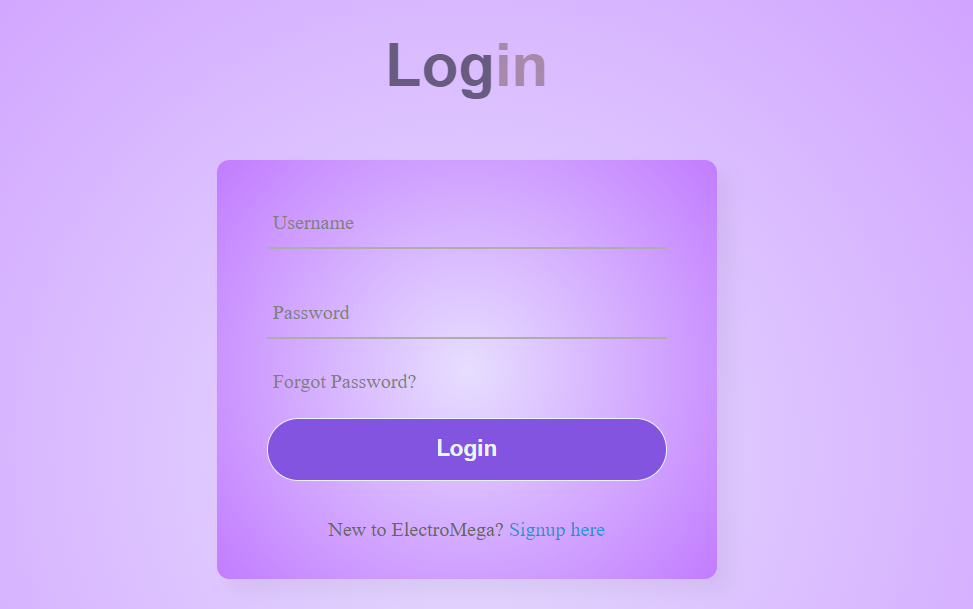 Login
Username
Password
Forgot Password?
Login
New to ElectroMega? Signup here